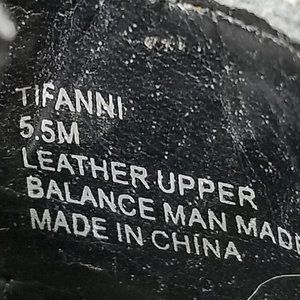 TIFANNI
5.5M
LEATHER UPPER
BALANCE MAN MADE
MADE IN CHINA